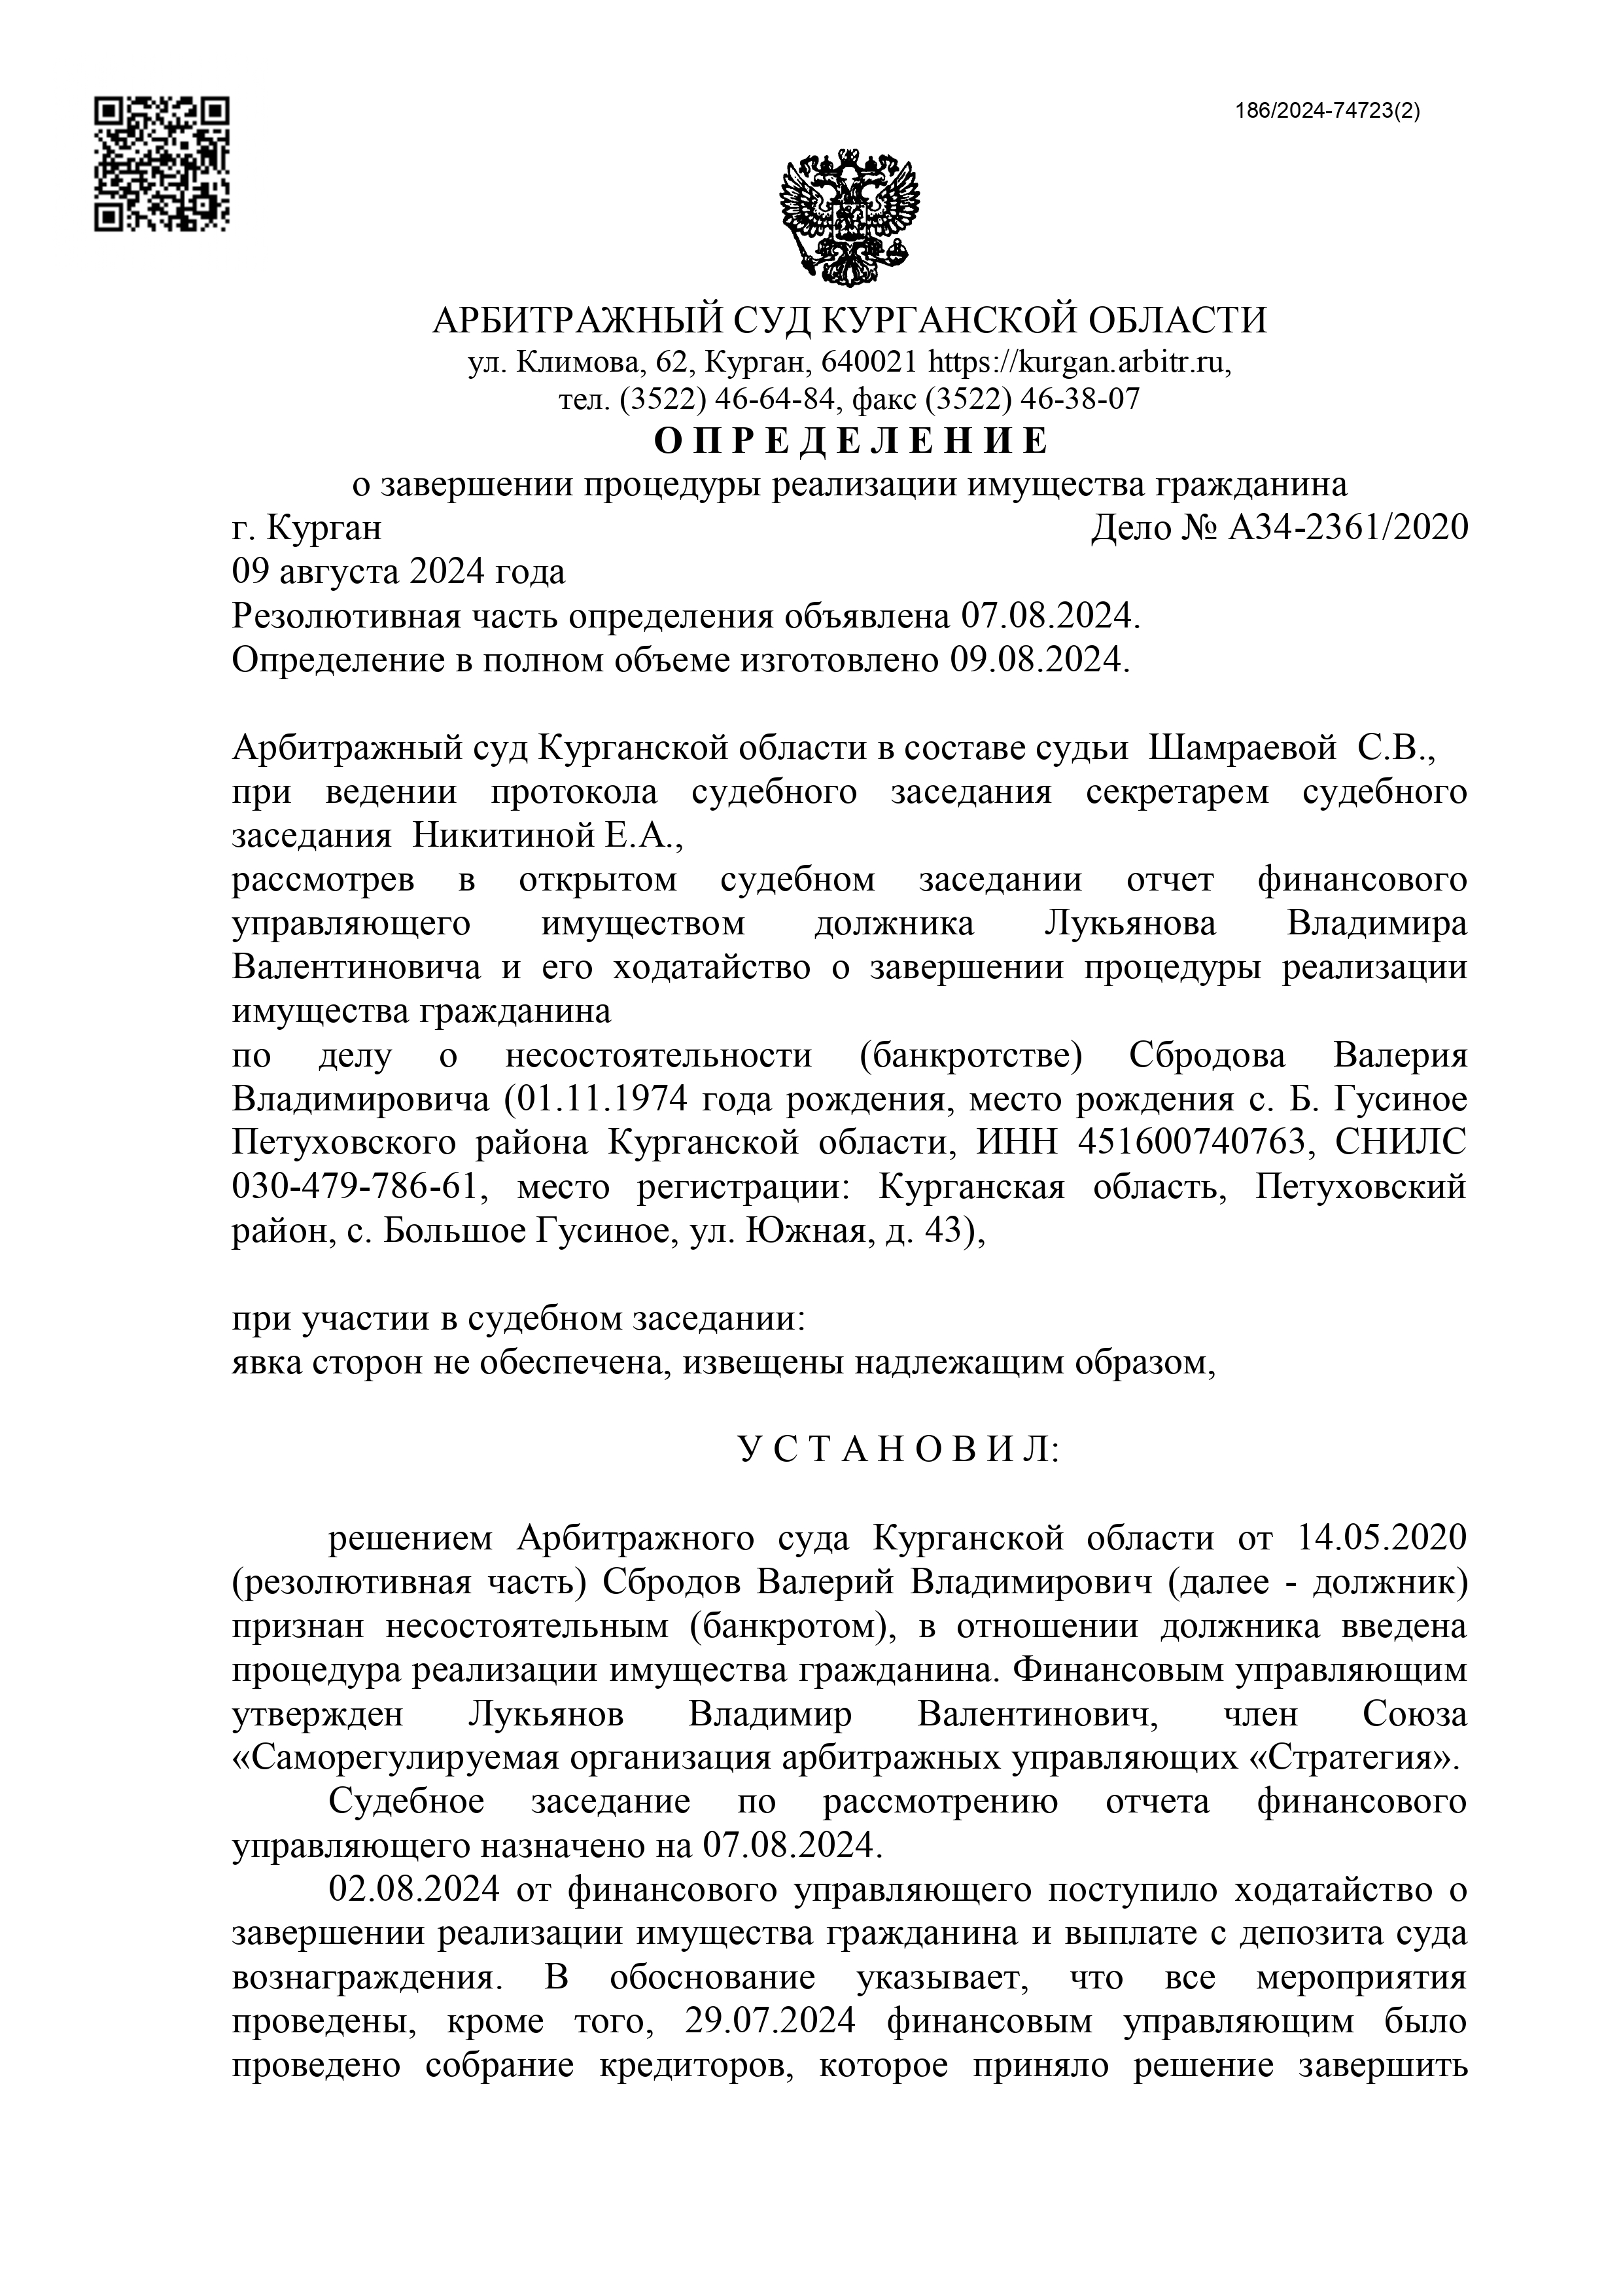 186/2024-74723(2)
АРБИТРАЖНЫЙ СУД КУРГАНСКОЙ ОБЛАСТИ
ул. Климова, 62, Курган, 640021 https://kurgan.arbitr.ru,
тел. (3522) 46-64-84, факс (3522) 46-38-07
О П Р Е Д Е Л Е Н И Е
о завершении процедуры реализации имущества гражданина
г. Курган Дело № А34-2361/2020
09 августа 2024 года
Резолютивная часть определения объявлена 07.08.2024.
Определение в полном объеме изготовлено 09.08.2024.
Арбитражный суд Курганской области в составе судьи Шамраевой С.В.,
при ведении протокола судебного заседания секретарем судебного
заседания Никитиной Е.А.,
рассмотрев в открытом судебном заседании отчет финансового
управляющего имуществом должника Лукьянова Владимира
Валентиновича и его ходатайство о завершении процедуры реализации
имущества гражданина
по делу о несостоятельности (банкротстве) Сбродова Валерия
Владимировича (01.11.1974 года рождения, место рождения с. Б. Гусиное
Петуховского района Курганской области, ИНН 451600740763, СНИЛС
030-479-786-61, место регистрации: Курганская область, Петуховский
район, с. Большое Гусиное, ул. Южная, д. 43),
при участии в судебном заседании:
явка сторон не обеспечена, извещены надлежащим образом,
У С Т А Н О В И Л:
решением Арбитражного суда Курганской области от 14.05.2020
(резолютивная часть) Сбродов Валерий Владимирович (далее - должник)
признан несостоятельным (банкротом), в отношении должника введена
процедура реализации имущества гражданина. Финансовым управляющим
утвержден Лукьянов Владимир Валентинович, член Союза
«Саморегулируемая организация арбитражных управляющих «Стратегия».
Судебное заседание по рассмотрению отчета финансового
управляющего назначено на 07.08.2024.
02.08.2024 от финансового управляющего поступило ходатайство о
завершении реализации имущества гражданина и выплате с депозита суда
вознаграждения. В обоснование указывает, что все мероприятия
проведены, кроме того, 29.07.2024 финансовым управляющим было
проведено собрание кредиторов, которое приняло решение завершить